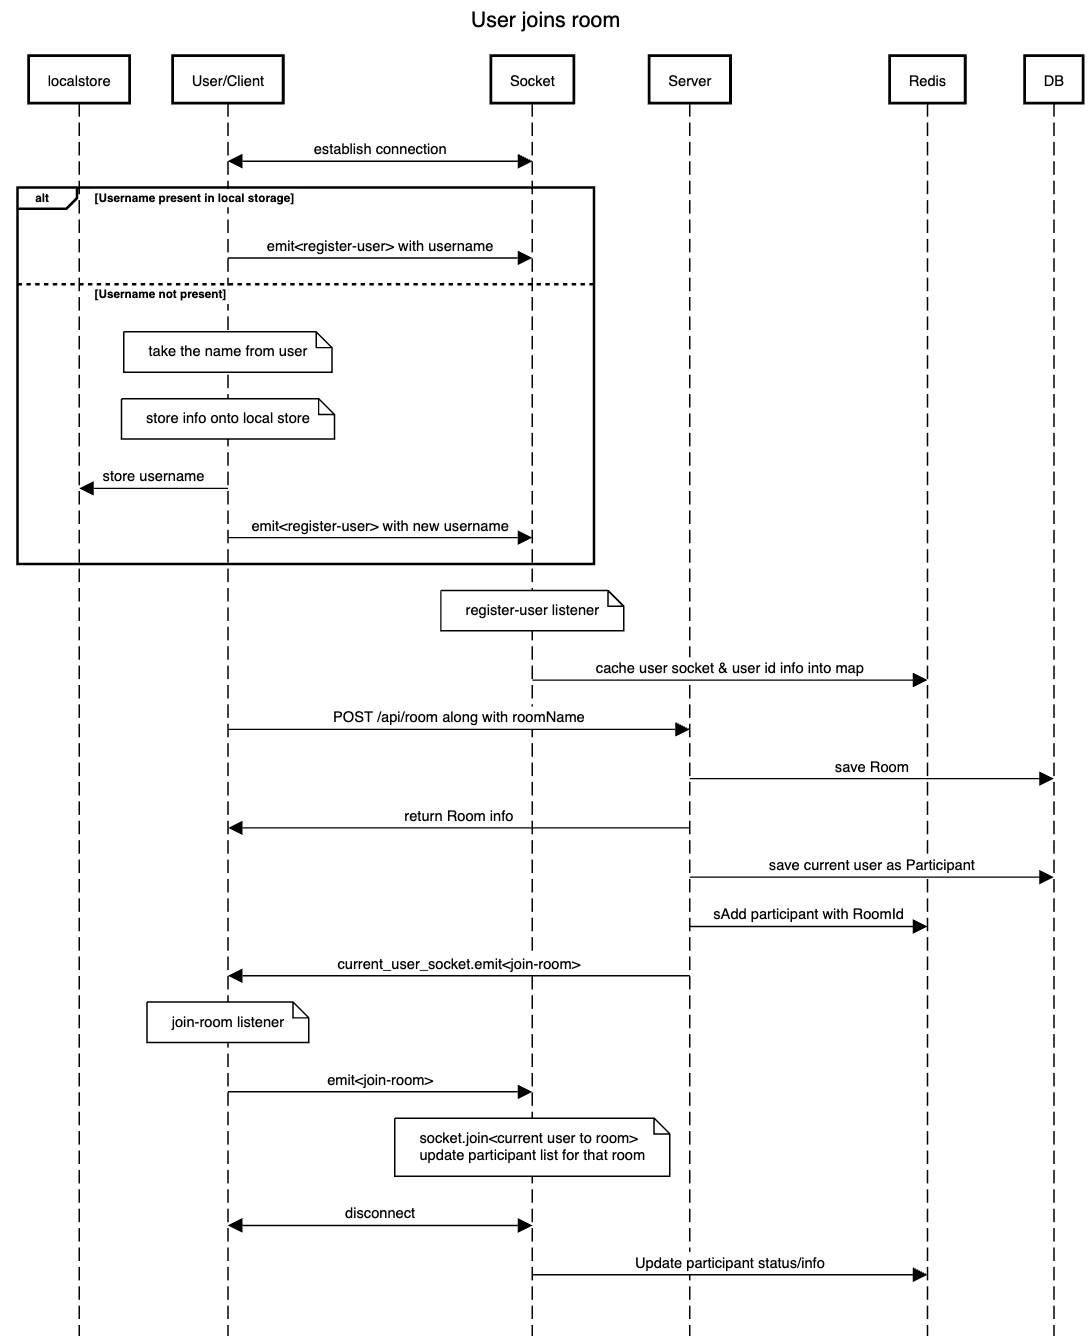 User joins room
localstore
User/Client
Socket
Server
Redis
DB
establish connection
alt
[Username present in local storage]
emit<register-user> with username
[Username not present]
take the name from user
store info onto local store
store username
emit<register-user> with new username
register-user listener
cache user socket & user id info into map
POST /api/room along with roomName
save Room
return Room info
save current user as Participant
sAdd participant with RoomId
current_user_socket.emit<join-room>
join-room listener
emit<join-room>
socket.join<current user to room>
update participant list for that room
disconnect
Update participant status/info